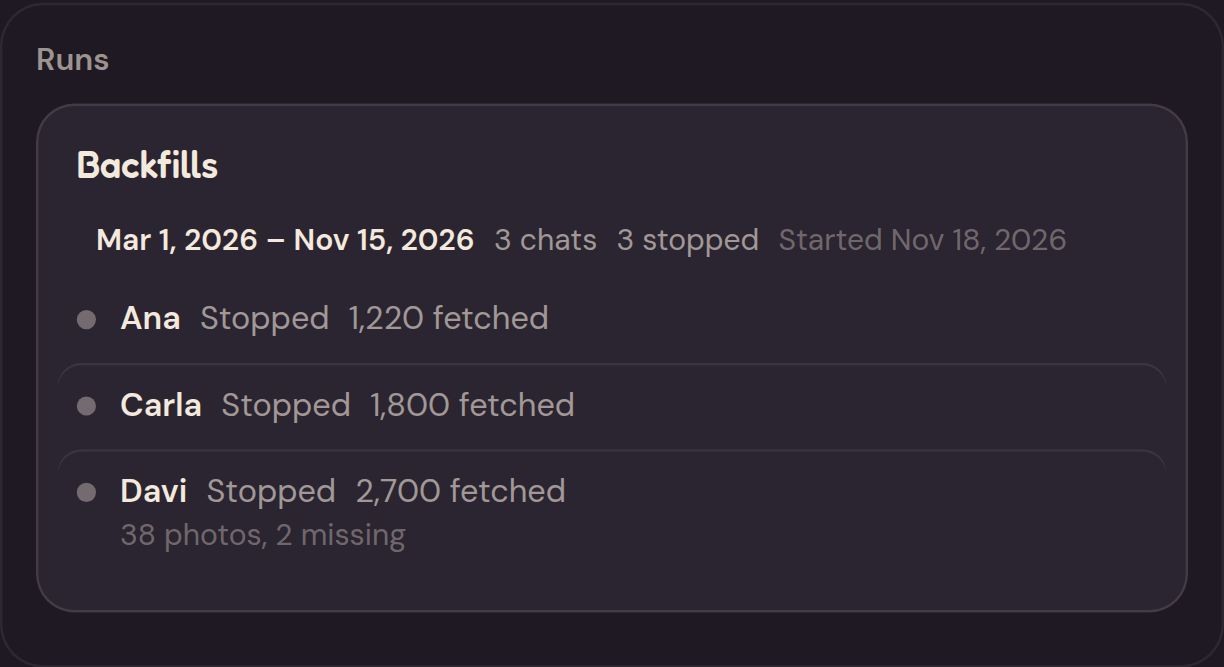 Runs
Backfills
Mar 1, 2026 – Nov 15, 2026 3 chats 3 stopped Started Nov 18, 2026
Ana Stopped 1,220 fetched
Carla Stopped 1,800 fetched
Davi Stopped 2,700 fetched
38 photos, 2 missing